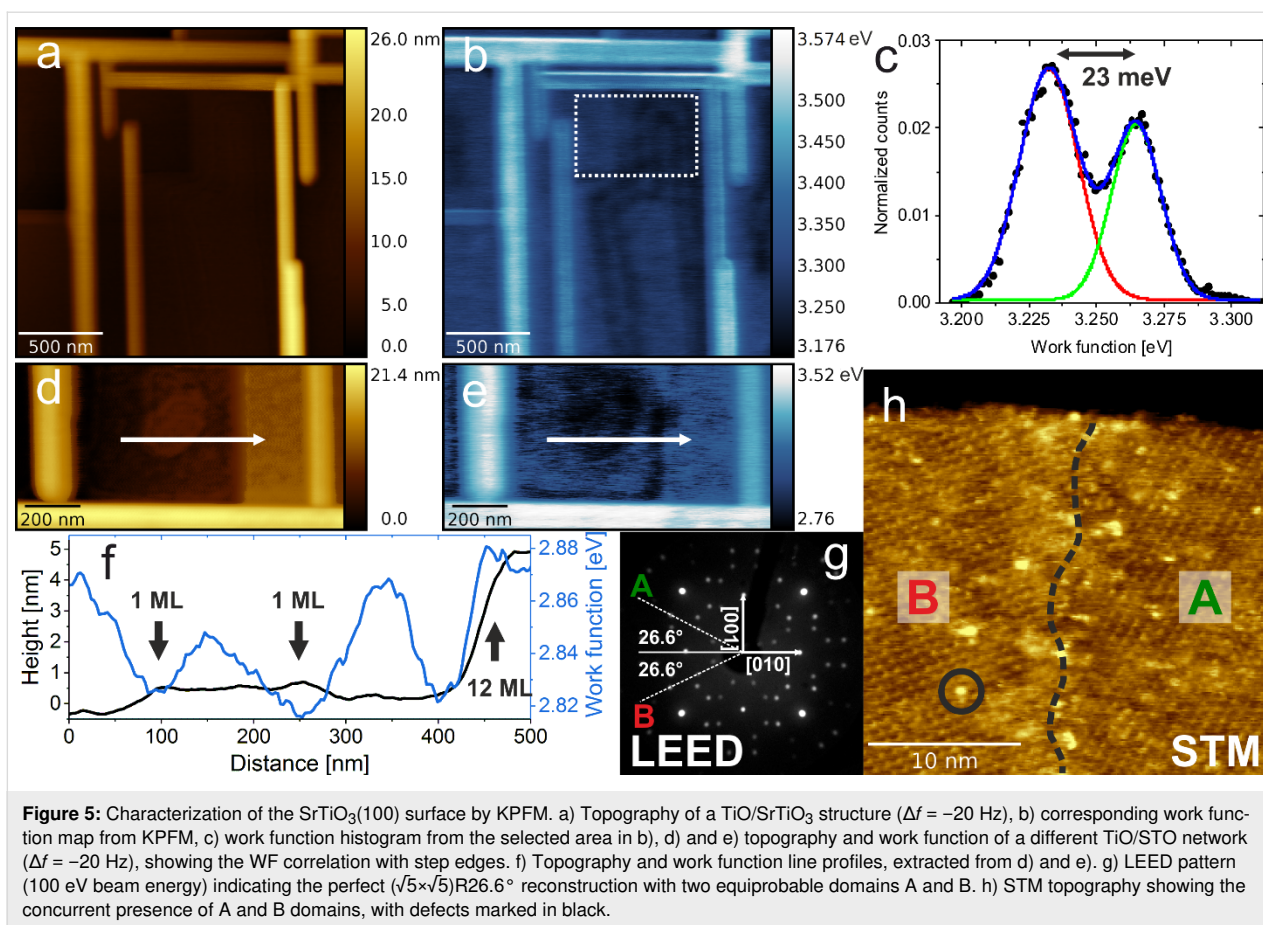 a
26.0 nm
20.0
15.0
10.0
5.0
0.0
500 nm
b
3.574 eV
3.500
3.450
3.400
3.350
3.300
3.250
3.176
500 nm
c
0.03
0.02
0.01
0.00
Normalized counts
23 meV
3.200 3.225 3.250 3.275 3.300
Work function [eV]
d
21.4 nm
0.0
200 nm
e
3.52 eV
2.76
200 nm
f
5
4
3
2
1
0
Height [nm]
1 ML
1 ML
12 ML
2.88
2.86
2.84
2.82
Work function [eV]
0 100 200 300 400 500
Distance [nm]
g
A
26.6°
26.6°
B
[001]
[010]
LEED
h
B
A
10 nm
STM
Figure 5: Characterization of the SrTiO₃(100) surface by KPFM. a) Topography of a TiO/SrTiO₃ structure (Δf = −20 Hz), b) corresponding work func-
tion map from KPFM, c) work function histogram from the selected area in b), d) and e) topography and work function of a different TiO/STO network
(Δf = −20 Hz), showing the WF correlation with step edges. f) Topography and work function line profiles, extracted from d) and e). g) LEED pattern
(100 eV beam energy) indicating the perfect (√5×√5)R26.6° reconstruction with two equiprobable domains A and B. h) STM topography showing the
concurrent presence of A and B domains, with defects marked in black.